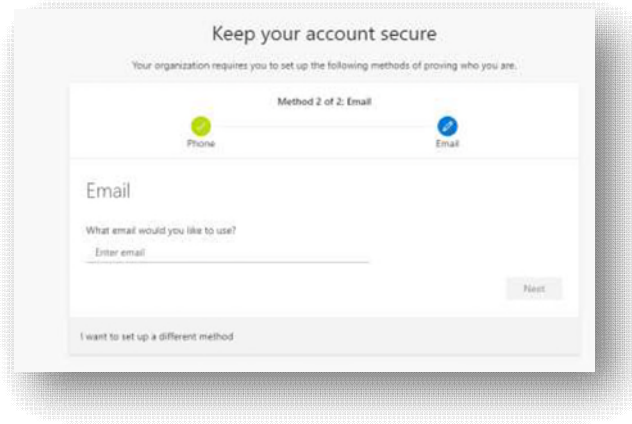 Keep your account secure
Your organization requires you to set up the following methods of proving who you are.
Method 2 of 2: Email
Phone
Email
Email
What email would you like to use?
Enter email
Next
I want to set up a different method